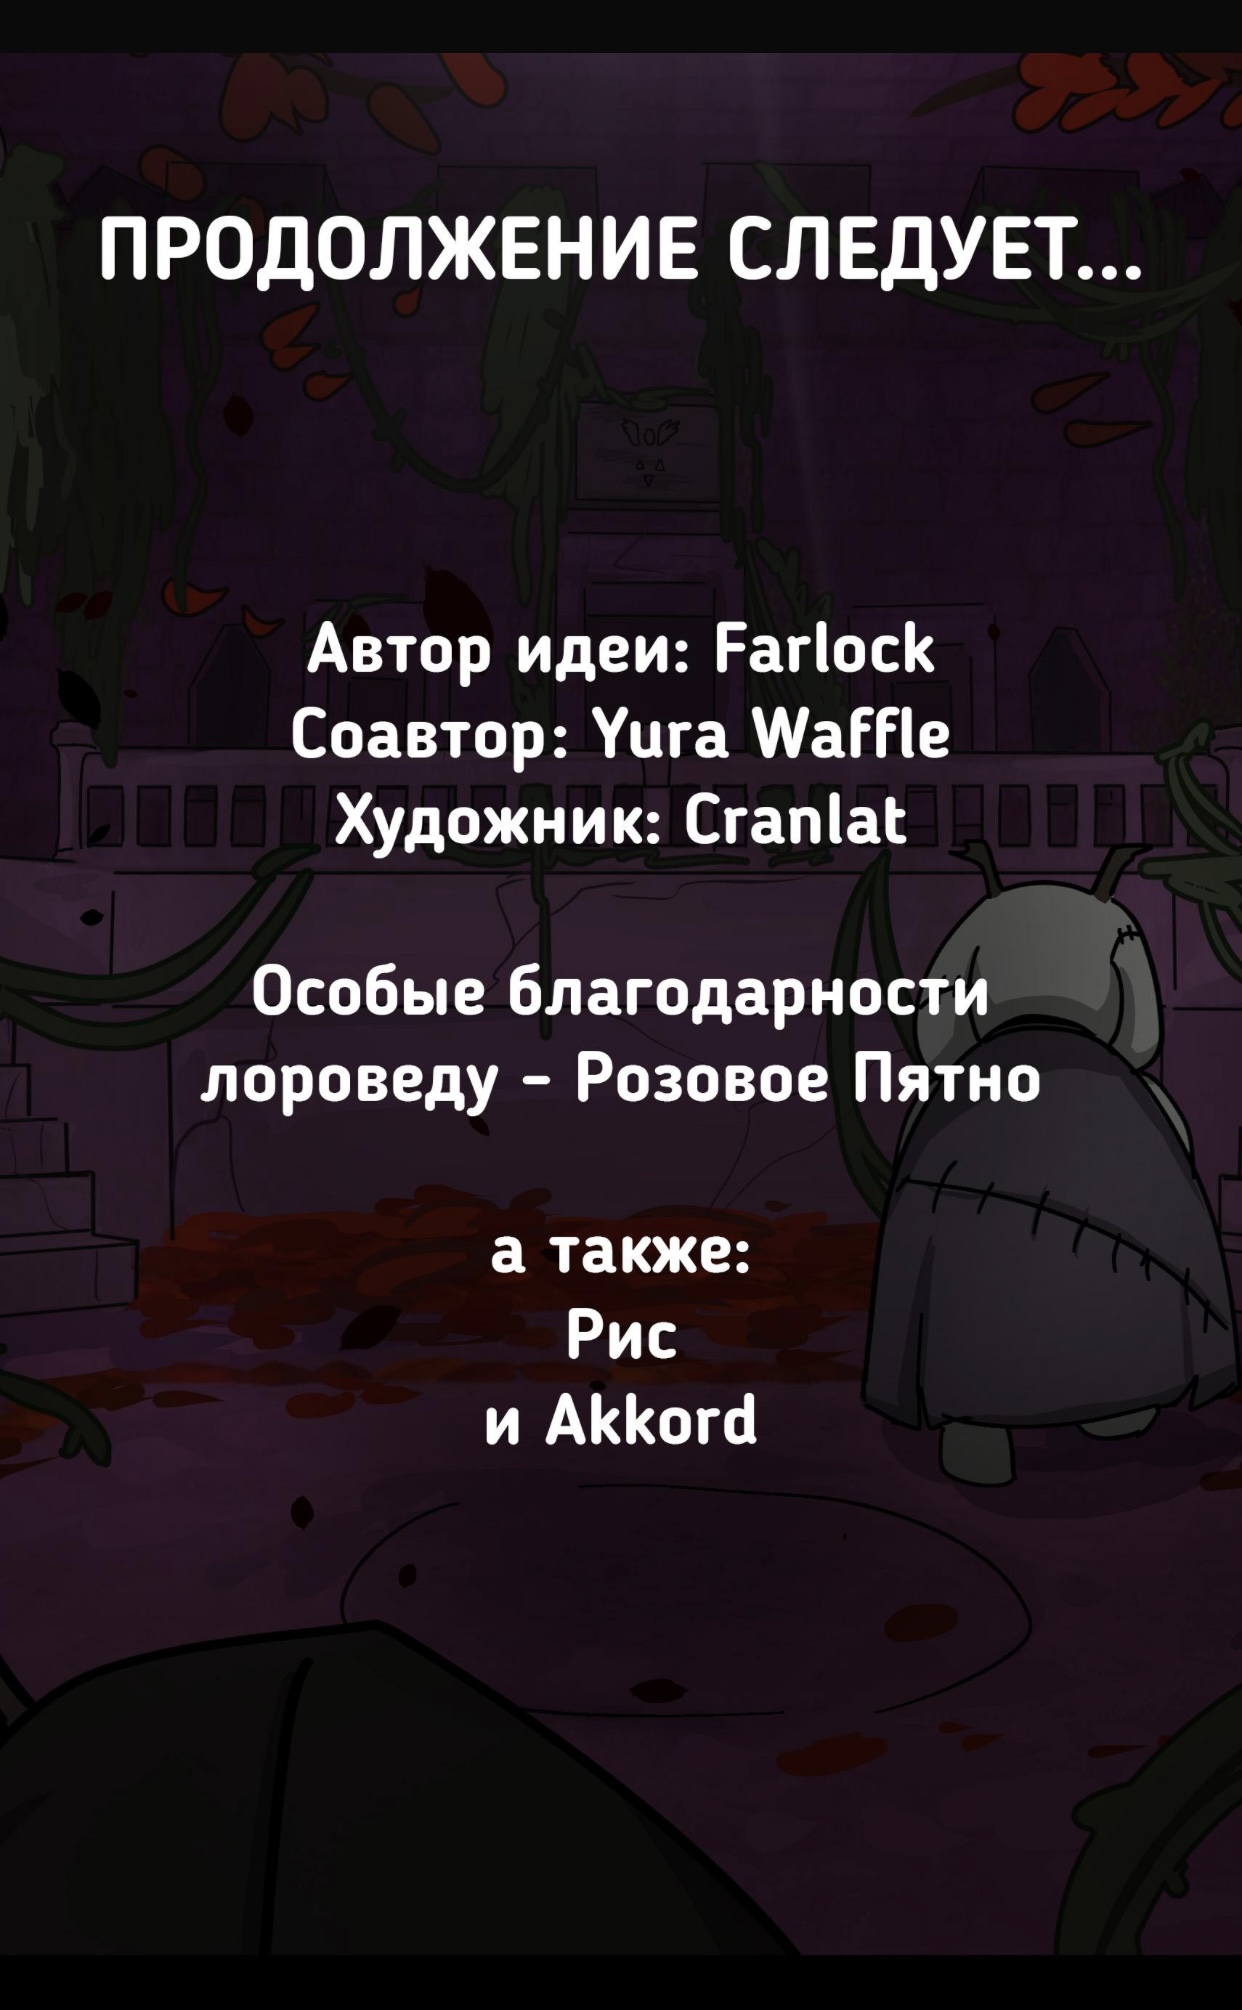 ПРОДОЛЖЕНИЕ СЛЕДУЕТ...
Автор идеи: Farlock
Соавтор: Yura Waffle
Художник: Cranlat
Особые благодарности
лороведу - Розовое Пятно
а также:
Рис
и Akkord